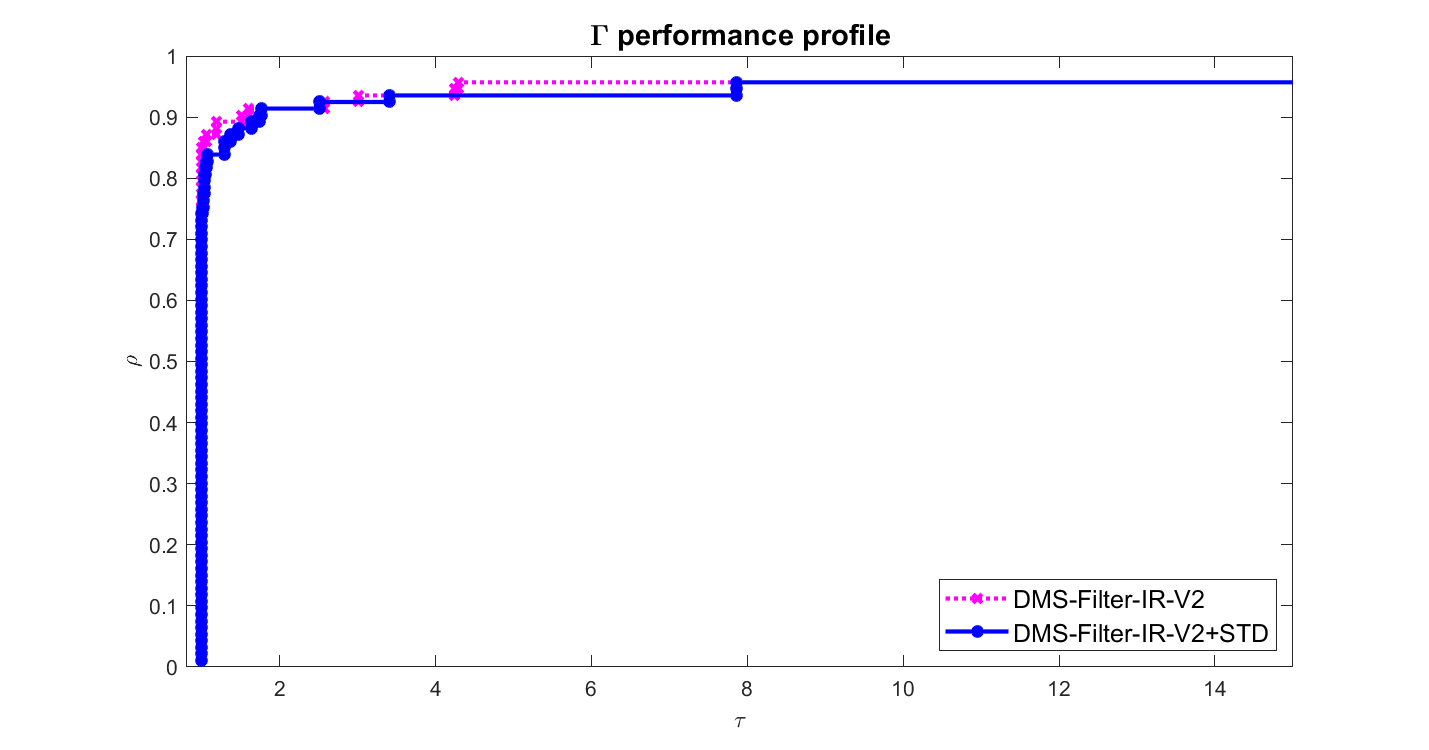 Γ performance profile
1
0.9
0.8
0.7
0.6
0.5
0.4
0.3
0.2
0.1
0
ρ
2 4 6 8 10 12 14
τ
DMS-Filter-IR-V2
DMS-Filter-IR-V2+STD